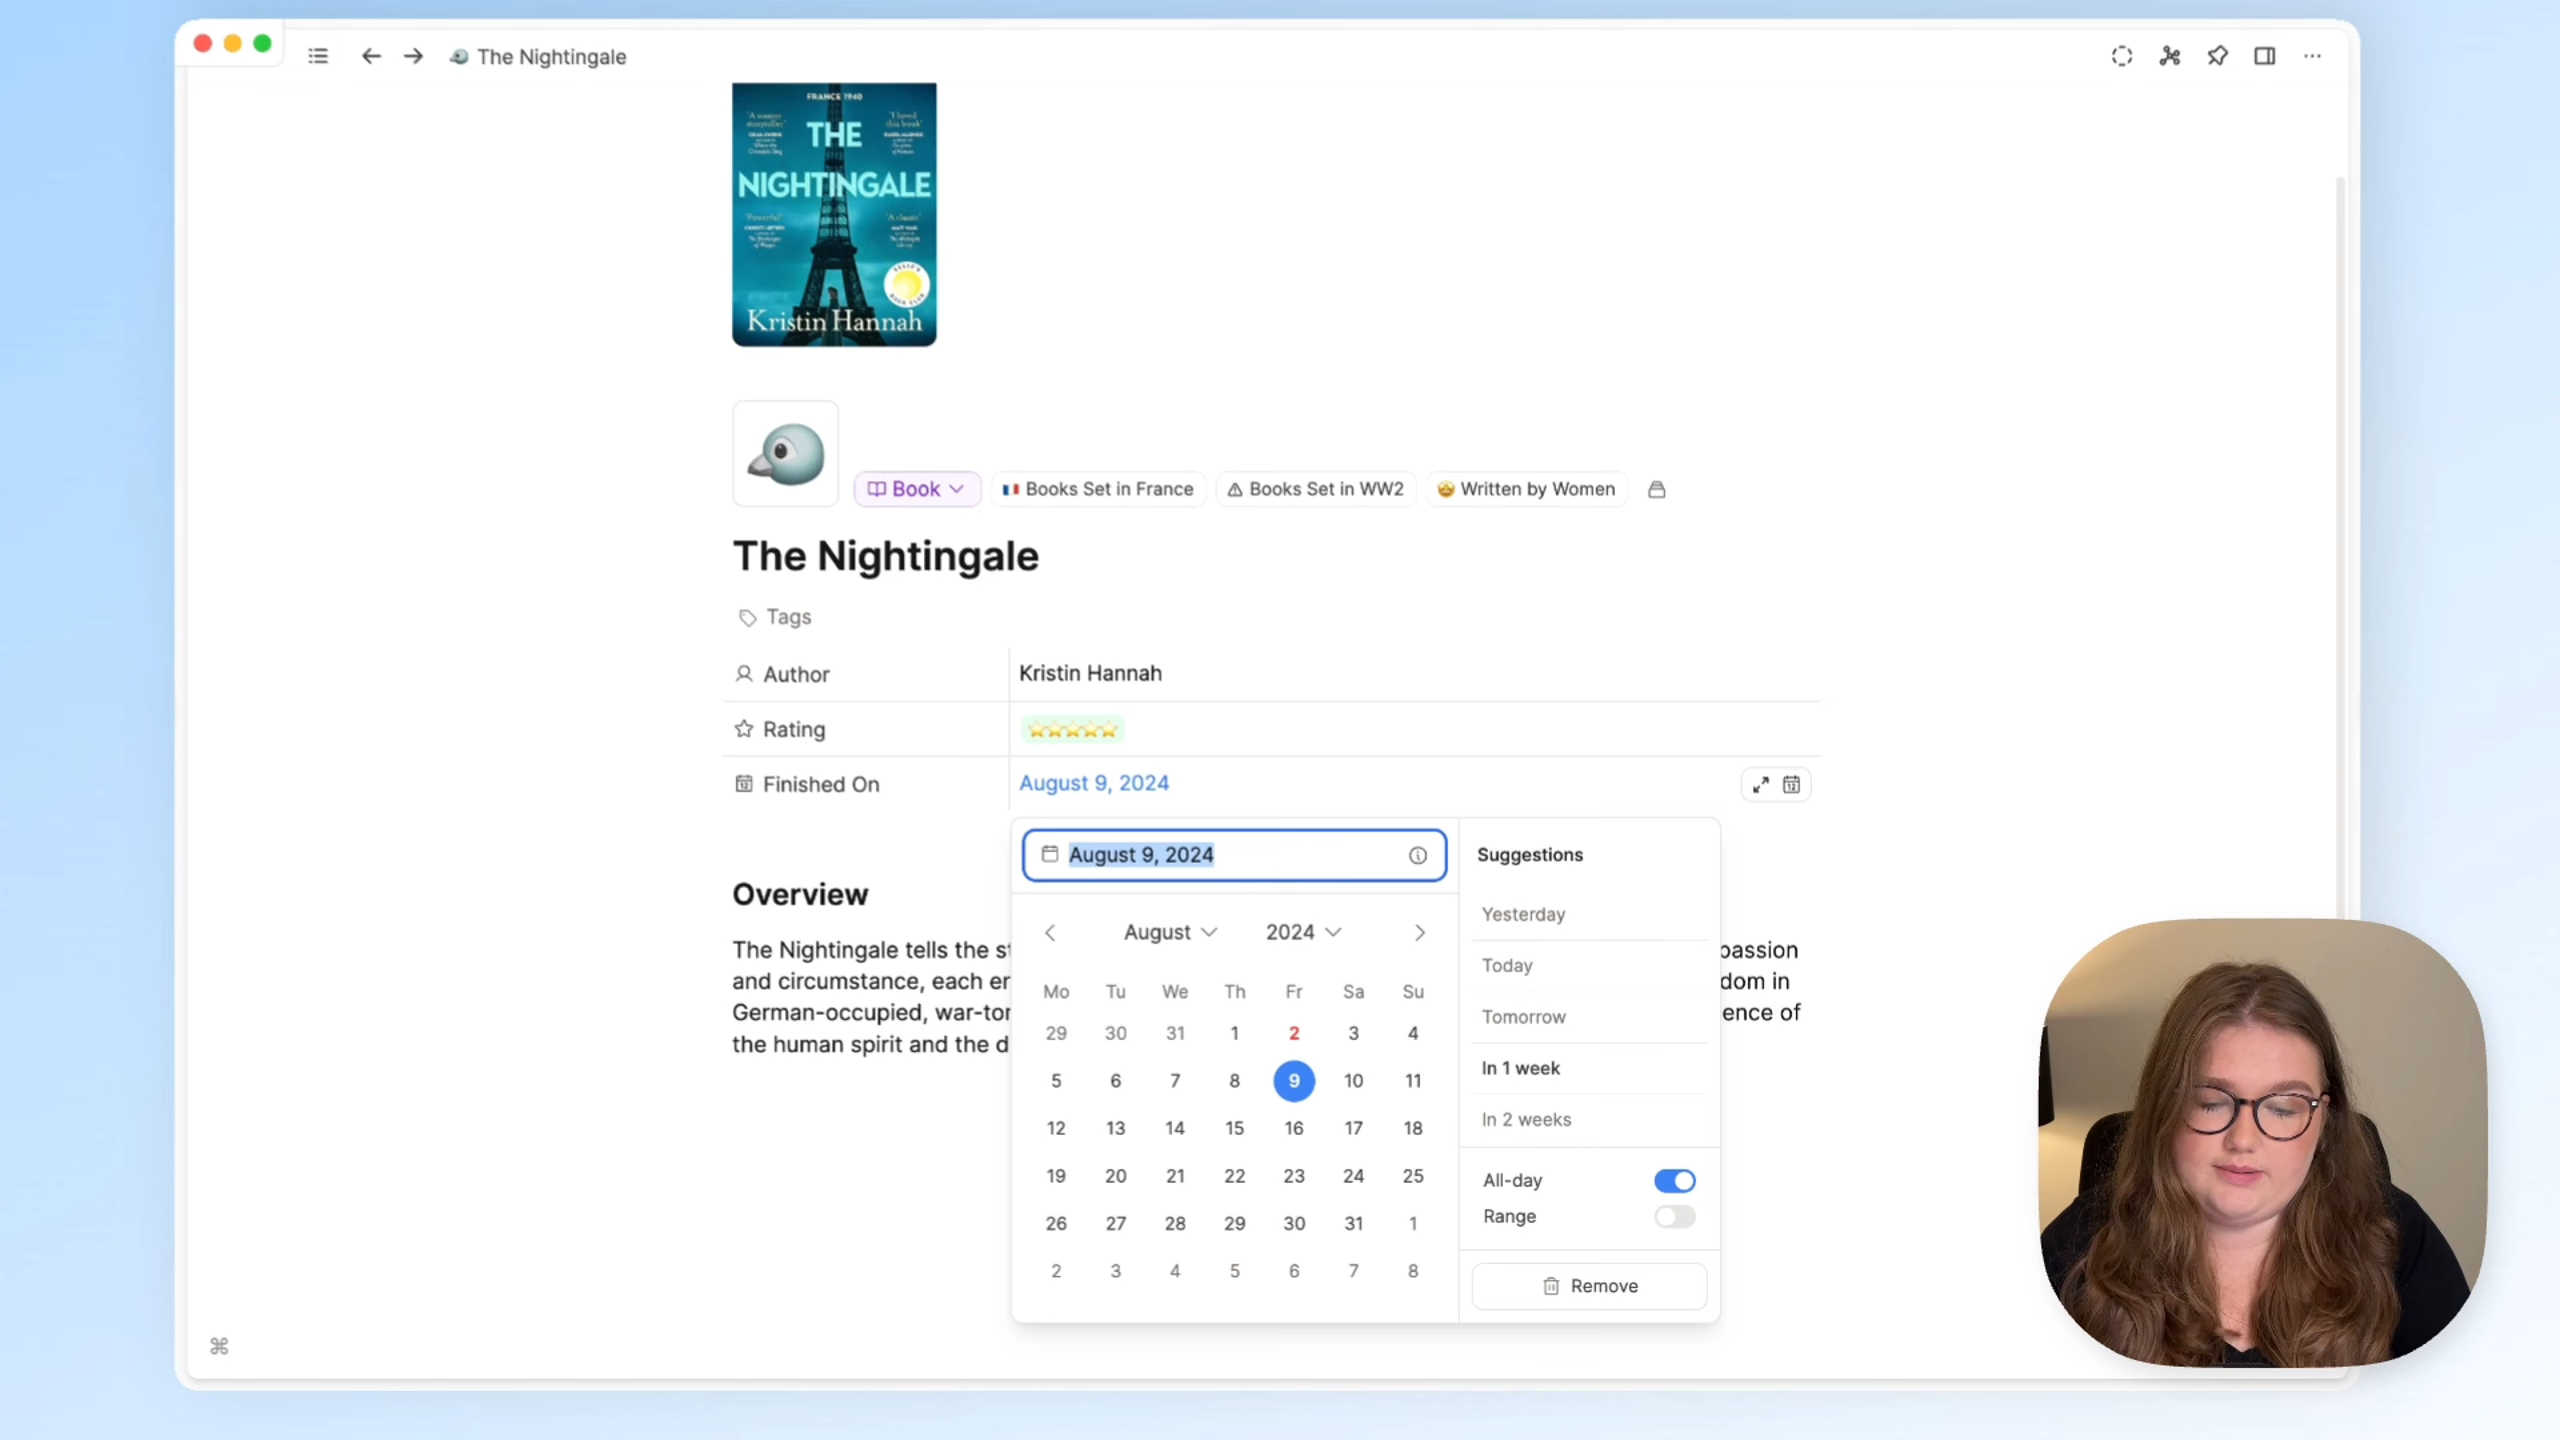 The Nightingale
FRANCE 1940
THE
NIGHTINGALE
Kristin Hannah
Book
Books Set in France
Books Set in WW2
Written by Women
The Nightingale
Tags
Author
Kristin Hannah
Rating
Finished On
August 9, 2024
12
August 9, 2024
Suggestions
Overview
August
2024
Yesterday
The Nightingale tells the
passion
Today
and circumstance, each
dom in
Mo Tu We Th Fr Sa Su
Tomorrow
German-occupied,
ence of
29 30 31 1 2 3 4
the human spirit and the
In 1 week
5 6 7 8 9 10 11
In 2 weeks
12 13 14 15 16 17 18
19 20 21 22 23 24 25
All-day
26 27 28 29 30 31 1
Range
2 3 4 5 6 7 8
Remove